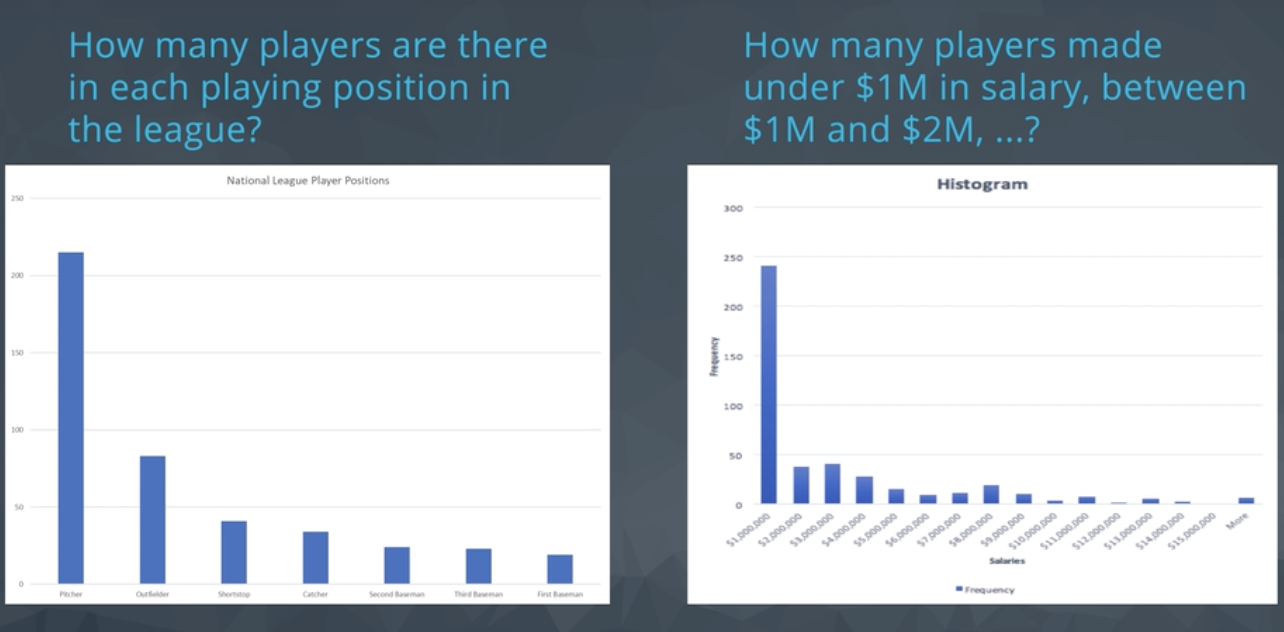 How many players are there
in each playing position in
the league?
National League Player Positions
250
200
150
100
50
0
Pitcher
Outfielder
Shortstop
Catcher
Second Baseman
Third Baseman
First Baseman
How many players made
under $1M in salary, between
$1M and $2M, ...?
Histogram
300
250
200
150
100
50
0
Frequency
$1,000,000
$2,000,000
$3,000,000
$4,000,000
$5,000,000
$6,000,000
$7,000,000
$8,000,000
$9,000,000
$10,000,000
$11,000,000
$12,000,000
$13,000,000
$14,000,000
$15,000,000
More
Salaries
Frequency